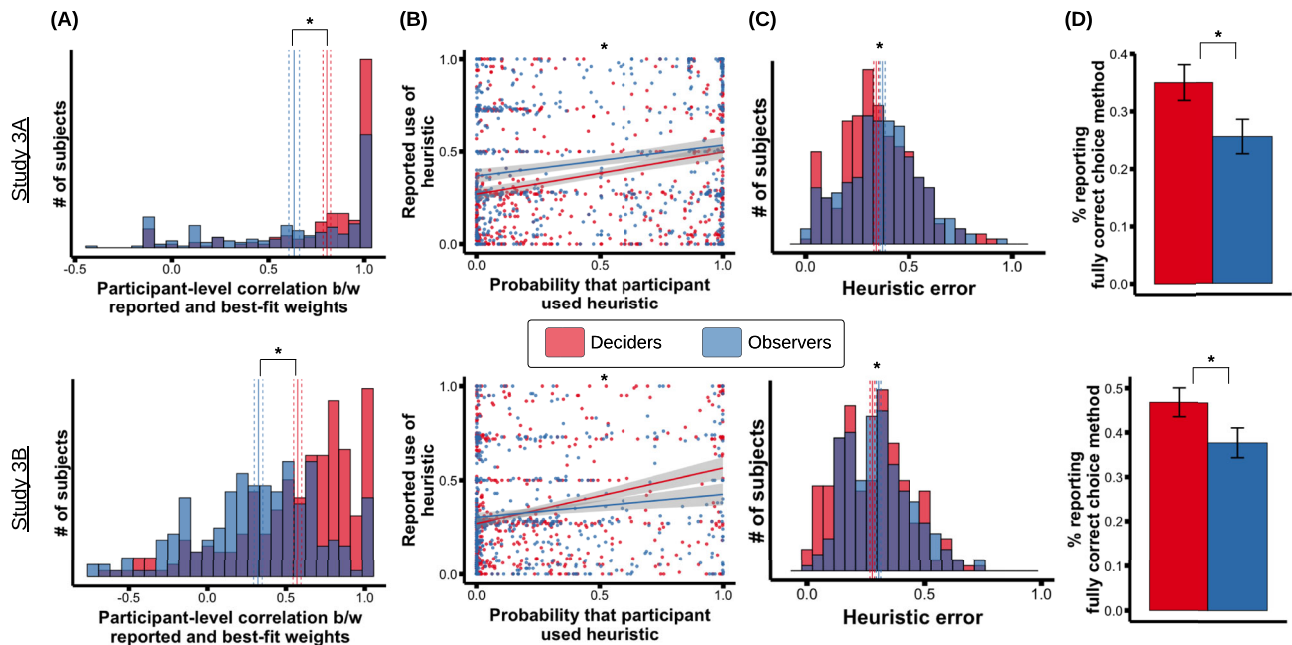 (A)
(B)
(C)
(D)
Study 3A
*
# of subjects
-0.5
0.0
0.5
1.0
Participant-level correlation b/w
reported and best-fit weights
*
Reported use of
heuristic
1.0
0.5
0.0
0.0
0.5
1.0
Probability that participant
used heuristic
*
# of subjects
0.0
0.5
1.0
Heuristic error
*
% reporting
fully correct choice method
0.4
0.3
0.2
0.1
0.0
Deciders
Observers
Study 3B
*
# of subjects
-0.5
0.0
0.5
1.0
Participant-level correlation b/w
reported and best-fit weights
*
Reported use of
heuristic
1.0
0.5
0.0
0.0
0.5
1.0
Probability that participant
used heuristic
*
# of subjects
0.0
0.5
1.0
Heuristic error
*
% reporting
fully correct choice method
0.5
0.4
0.3
0.2
0.1
0.0